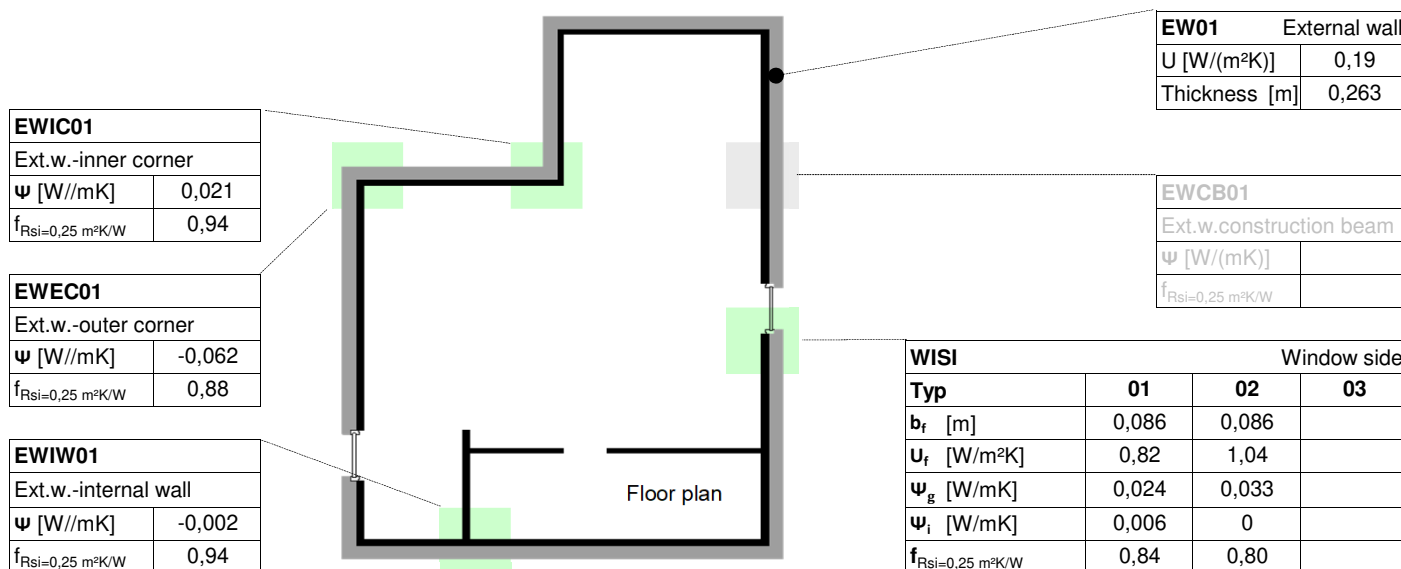 EW01 External wall
U [W/(m²K)] 0,19
Thickness [m] 0,263
EWIC01
Ext.w.-inner corner
Ψ [W//mK] 0,021
fRsi=0,25 m²K/W 0,94
EWCB01
Ext.w.construction beam
Ψ [W/(mK)]
fRsi=0,25 m²K/W
EWEC01
Ext.w.-outer corner
Ψ [W//mK] -0,062
fRsi=0,25 m²K/W 0,88
WISI Window side
Typ 01 02 03
bf [m] 0,086 0,086
Uf [W/m²K] 0,82 1,04
Ψg [W/mK] 0,024 0,033
Ψi [W/mK] 0,006 0
fRsi=0,25 m²K/W 0,84 0,80
EWIW01
Ext.w.-internal wall
Ψ [W//mK] -0,002
fRsi=0,25 m²K/W 0,94
Floor plan